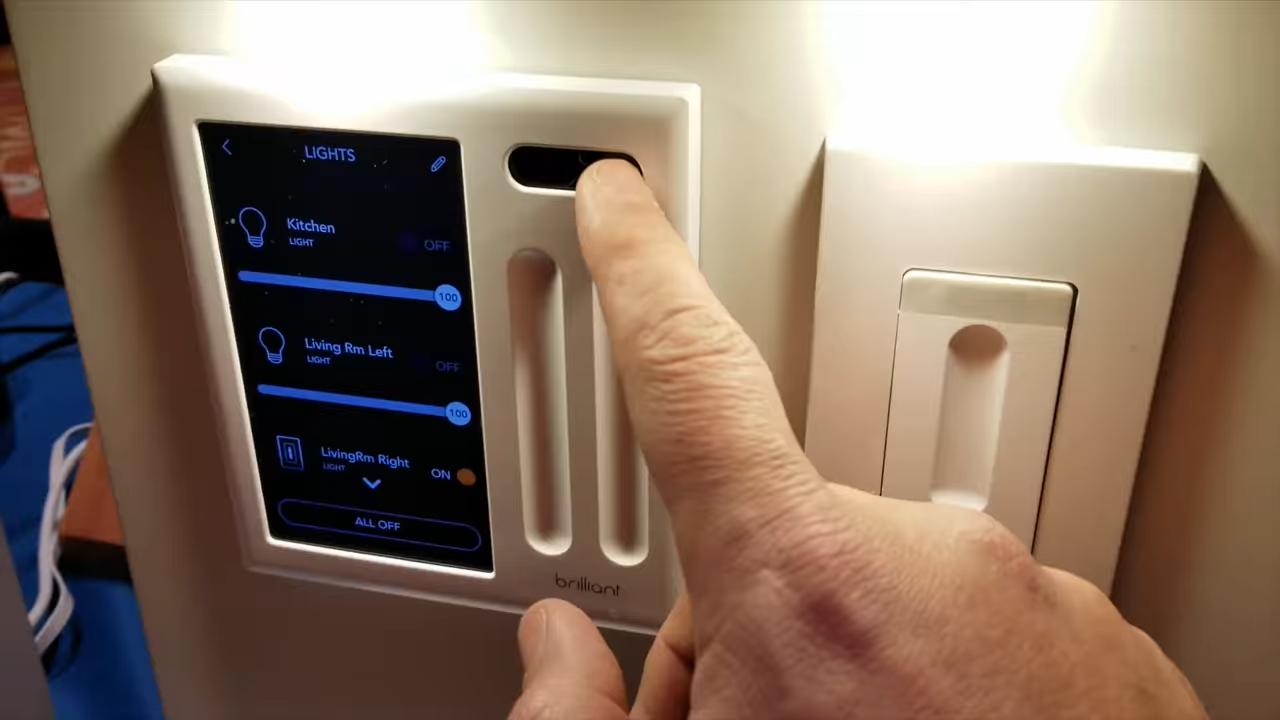 LIGHTS
Kitchen
LIGHT
OFF
100
Living Rm Left
LIGHT
OFF
100
LivingRm Right
LIGHT
ON
ALL OFF
brilliant